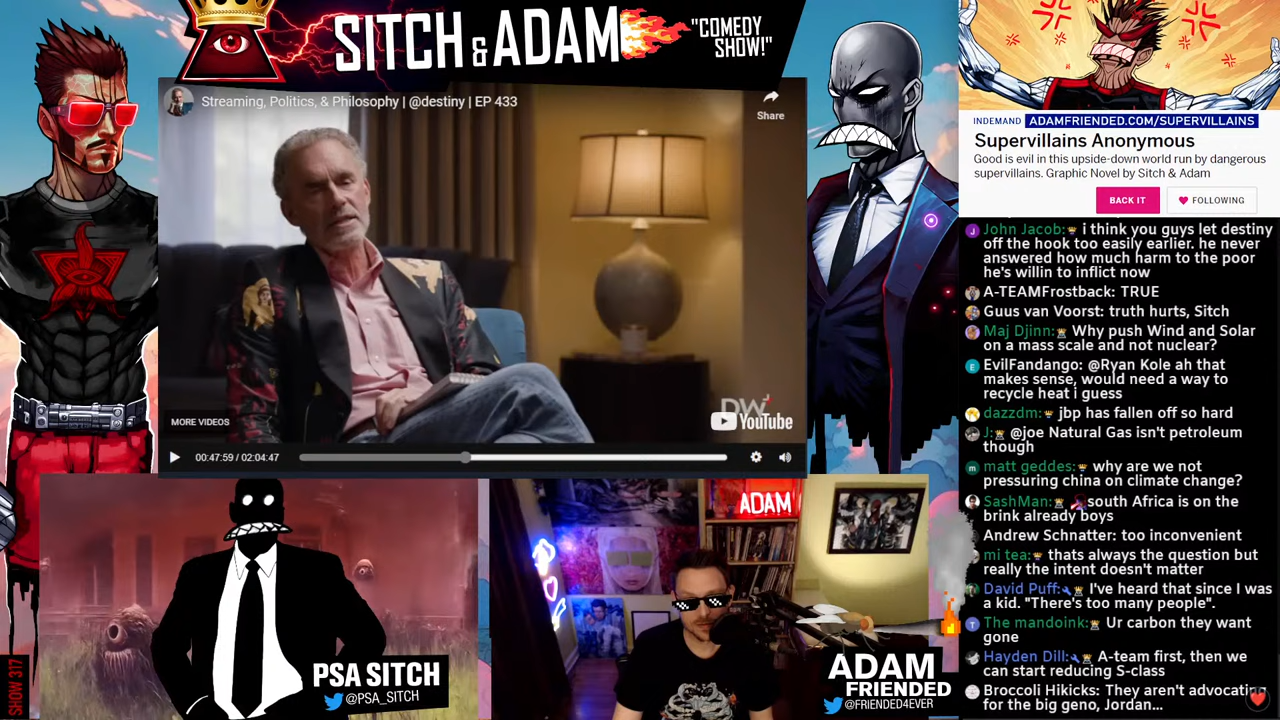 SITCH & ADAM "COMEDY
SHOW!"
Streaming, Politics, & Philosophy | @destiny | EP 433
Share
DW+
YouTube
MORE VIDEOS
00:47:59 / 02:04:47
SHOW 317
PSA SITCH
@PSA_SITCH
ADAM
ADAM
FRIENDED
@FRIENDED4EVER
INDEMAND ADAMFRIENDED.COM/SUPERVILLAINS
Supervillains Anonymous
Good is evil in this upside-down world run by dangerous
supervillains. Graphic Novel by Sitch & Adam
BACK IT
FOLLOWING
John Jacob: i think you guys let destiny
off the hook too easily earlier. he never
answered how much harm to the poor
he's willin to inflict now
A-TEAMFrostback: TRUE
Guus van Voorst: truth hurts, Sitch
Maj Djinn: Why push Wind and Solar
on a mass scale and not nuclear?
EvilFandango: @Ryan Kole ah that
makes sense, would need a way to
recycle heat i guess
dazzdm: jbp has fallen off so hard
J: @joe Natural Gas isn't petroleum
though
matt geddes: why are we not
pressuring china on climate change?
SashMan: south Africa is on the
brink already boys
Andrew Schnatter: too inconvenient
mi tea: thats always the question but
really the intent doesn't matter
David Puff: I've heard that since I was
a kid. "There's too many people".
The mandoink: Ur carbon they want
gone
Hayden Dill: A-team first, then we
can start reducing S-class
Broccoli Hikicks: They aren't advocating
for the big geno, Jordan...